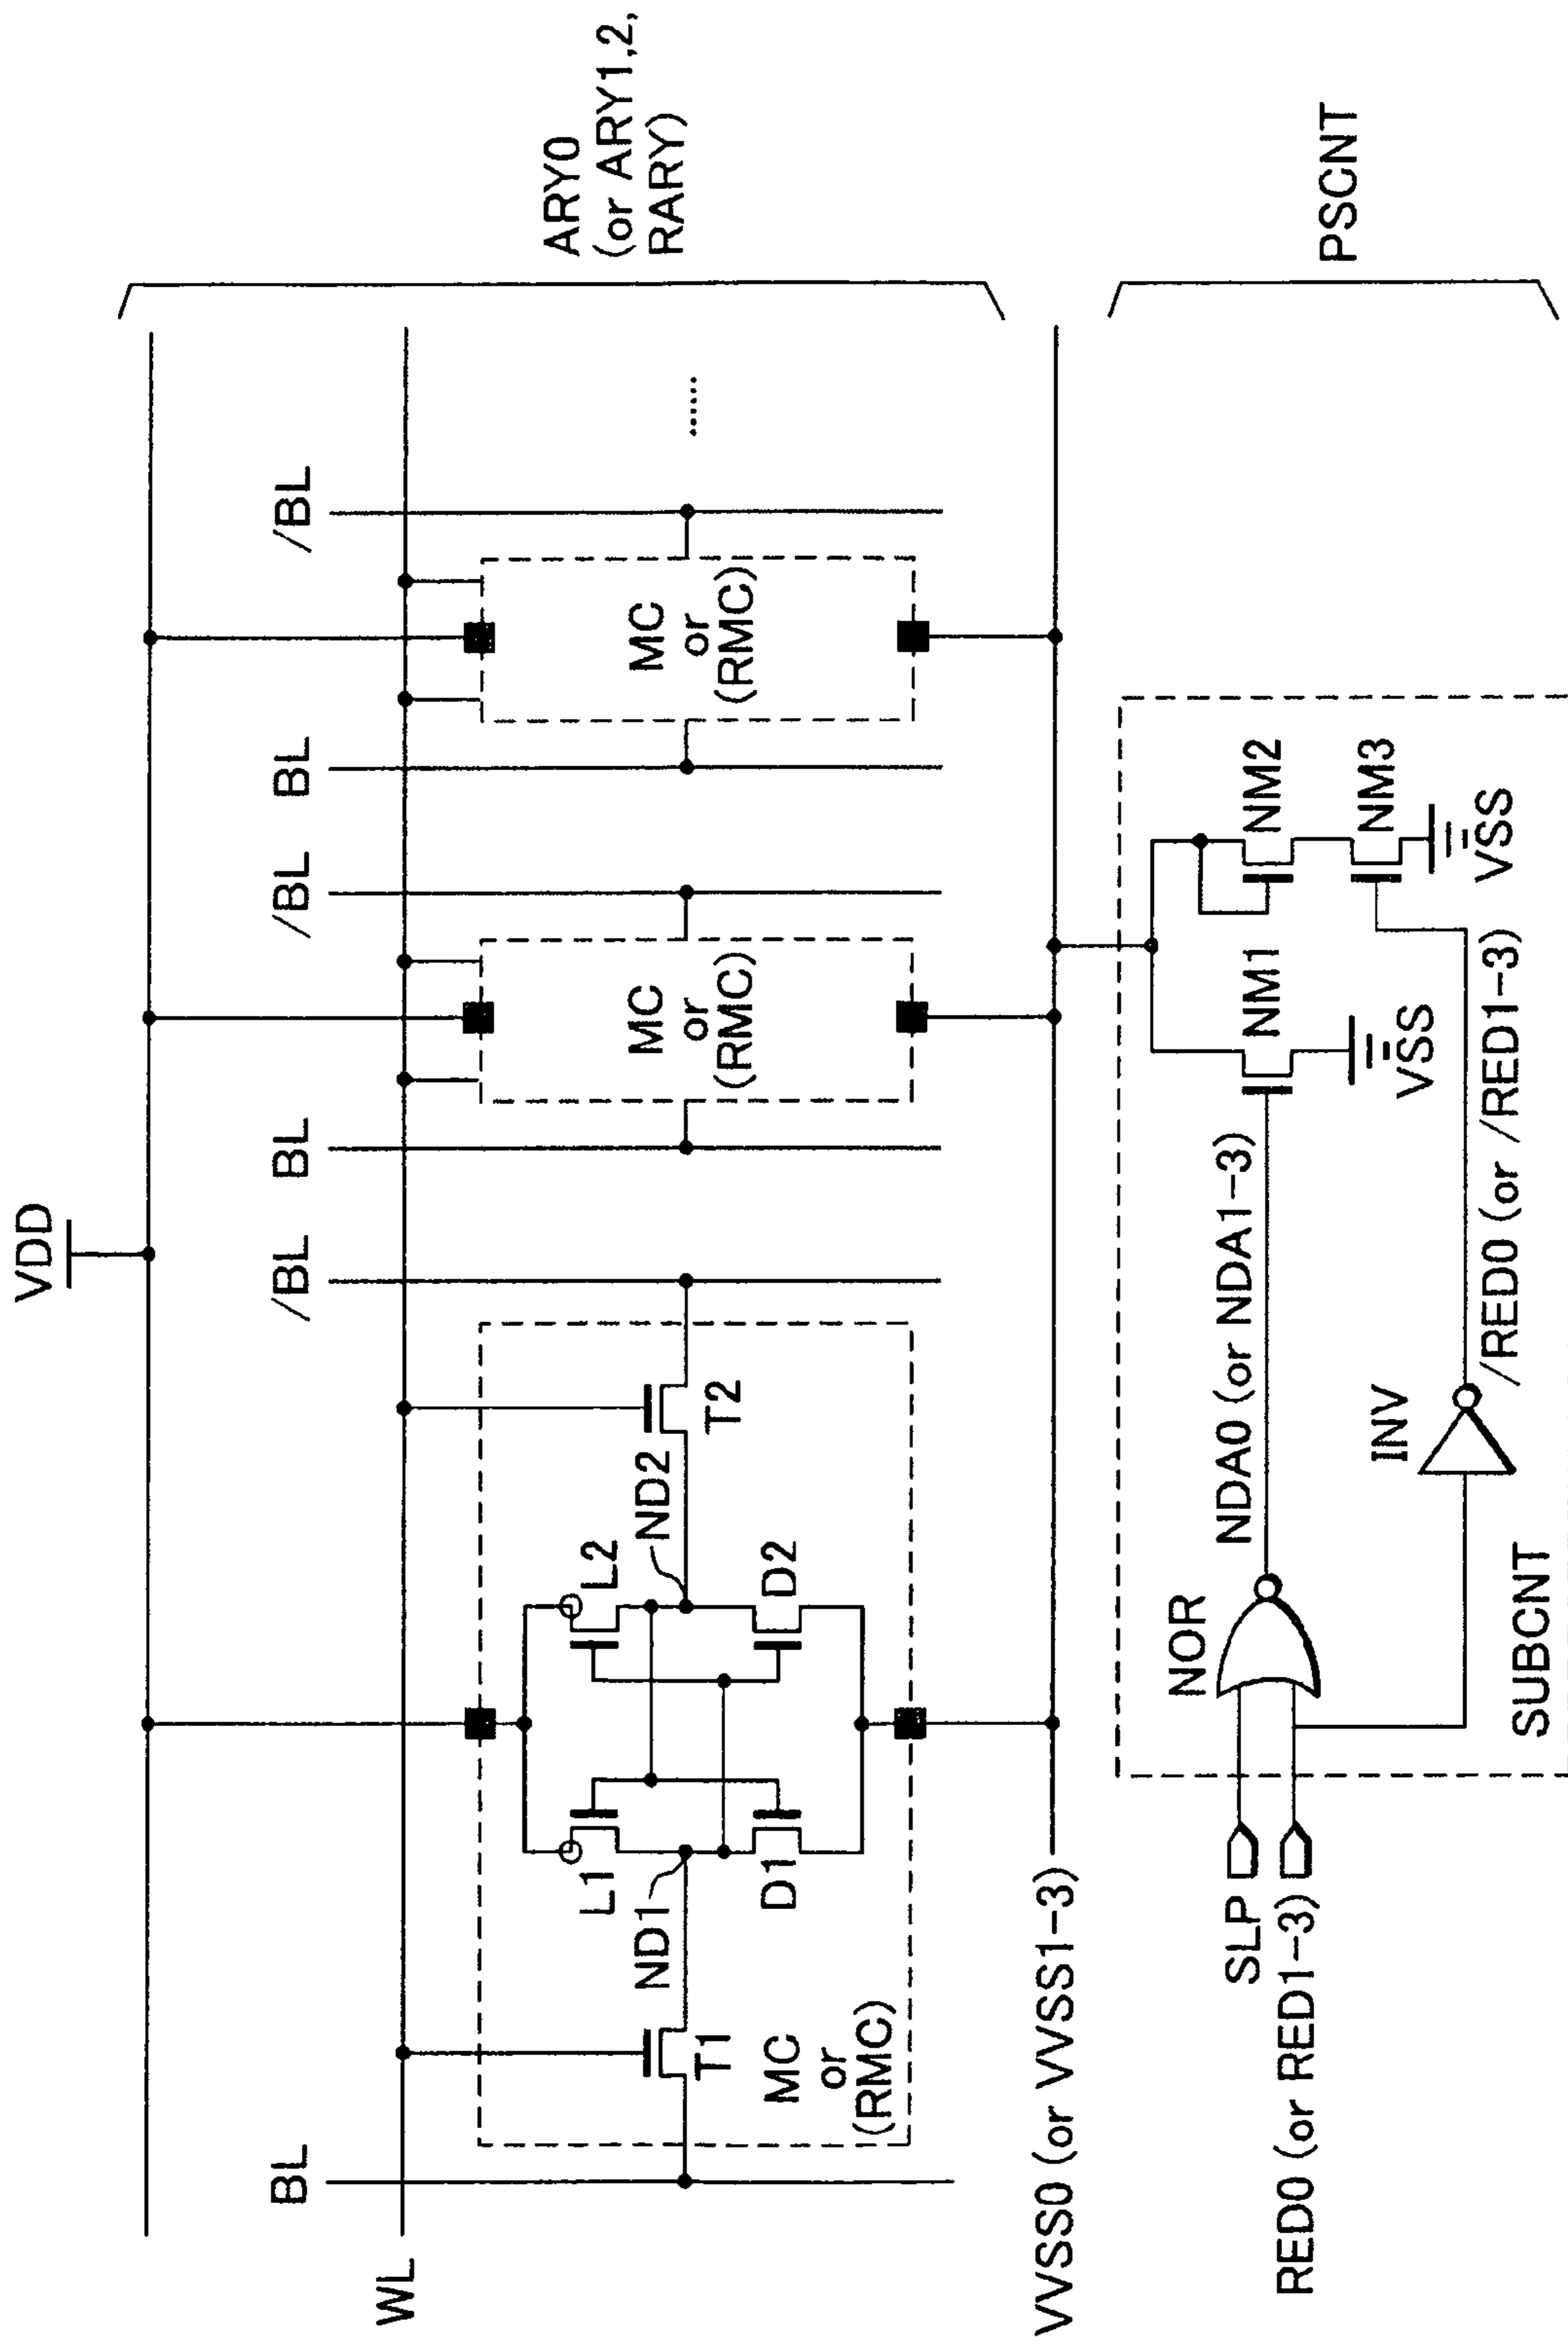 VDD
BL
/BL
BL
/BL
BL
/BL
WL
L1
L2
ND1
ND2
T1
T2
D1
D2
MC
or
(RMC)
MC
or
(RMC)
MC
or
(RMC)
......
ARY0
(or ARY1,2,
RARY)
VVSS0 (or VVSS1-3)
SLP
RED0 (or RED1-3)
NOR
NDA0 (or NDA1-3)
NM1
VSS
NM2
NM3
VSS
INV
/RED0 (or /RED1-3)
SUBCNT
PSCNT